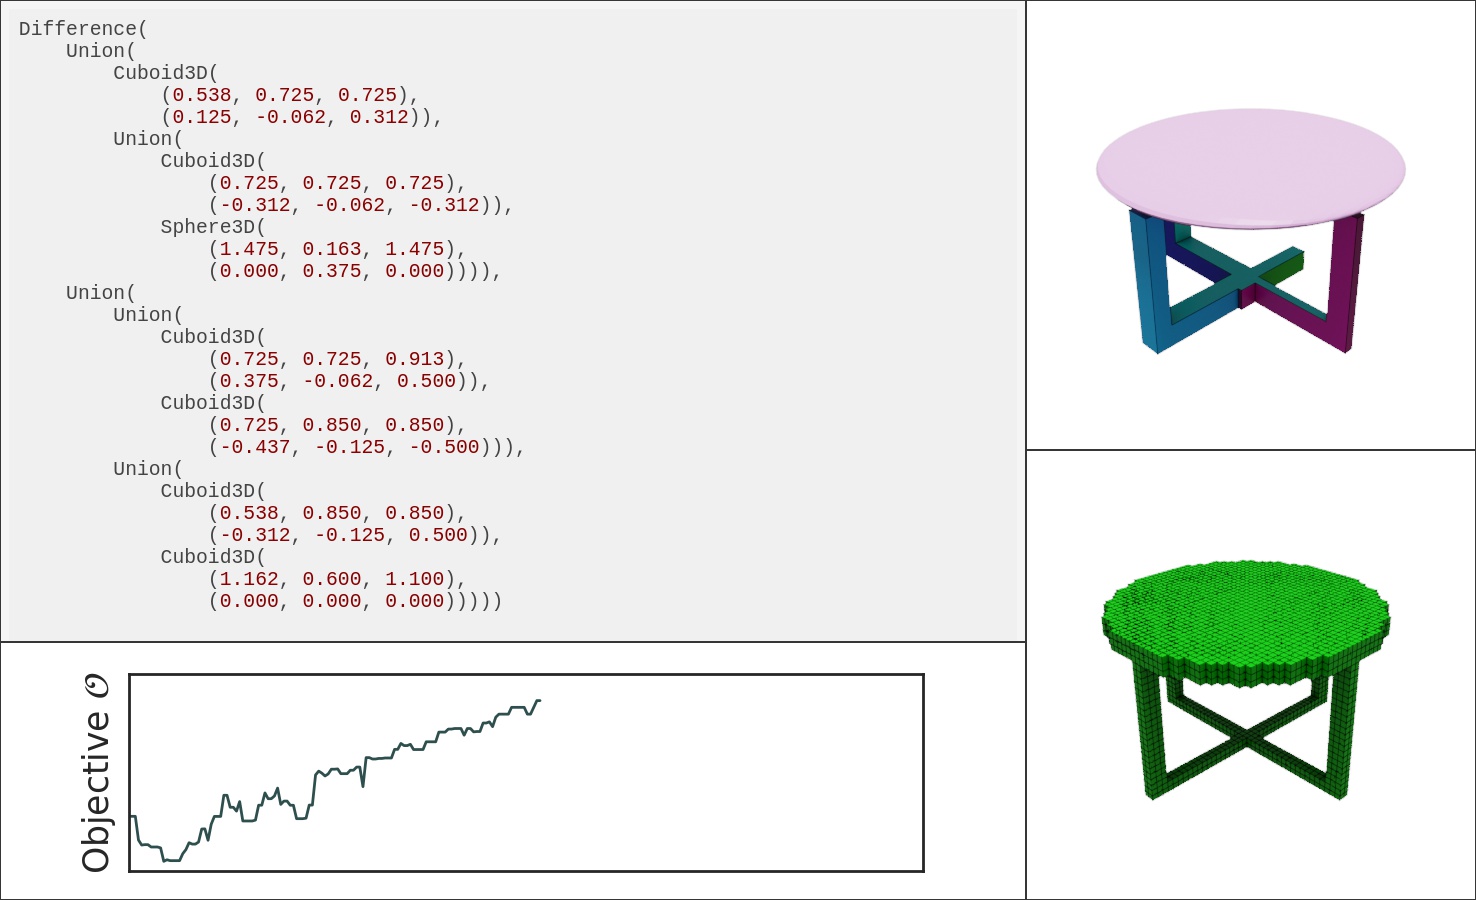 Difference(
    Union(
        Cuboid3D(
            (0.538, 0.725, 0.725),
            (0.125, -0.062, 0.312)),
        Union(
            Cuboid3D(
                (0.725, 0.725, 0.725),
                (-0.312, -0.062, -0.312)),
            Sphere3D(
                (1.475, 0.163, 1.475),
                (0.000, 0.375, 0.000)))),
    Union(
        Union(
            Cuboid3D(
                (0.725, 0.725, 0.913),
                (0.375, -0.062, 0.500)),
            Cuboid3D(
                (0.725, 0.850, 0.850),
                (-0.437, -0.125, -0.500))),
        Union(
            Cuboid3D(
                (0.538, 0.850, 0.850),
                (-0.312, -0.125, 0.500)),
            Cuboid3D(
                (1.162, 0.600, 1.100),
                (0.000, 0.000, 0.000)))))
Objective 𝒪